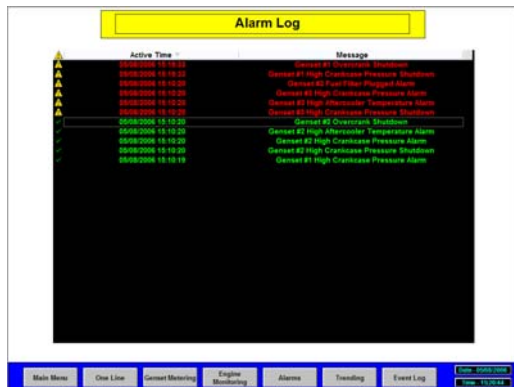 Alarm Log
Active Time Message
05/08/2006 15:19:33 Genset #1 Overcrank Shutdown
05/08/2006 15:19:33 Genset #1 High Crankcase Pressure Shutdown
05/08/2006 15:10:20 Genset #3 Fuel Filter Plugged Alarm
05/08/2006 15:10:20 Genset #3 High Crankcase Pressure Alarm
05/08/2006 15:10:20 Genset #3 High Aftercooler Temperature Alarm
05/08/2006 15:10:20 Genset #3 High Crankcase Pressure Shutdown
05/08/2006 15:10:20 Genset #3 Overcrank Shutdown
05/08/2006 15:10:20 Genset #2 High Aftercooler Temperature Alarm
05/08/2006 15:10:20 Genset #2 High Crankcase Pressure Alarm
05/08/2006 15:10:20 Genset #2 High Crankcase Pressure Shutdown
05/08/2006 15:10:19 Genset #1 High Crankcase Pressure Alarm
Main Menu One Line Genset Metering Engine Monitoring Alarms Trending Event Log
Date - 05/08/2006
Time - 15:20:44